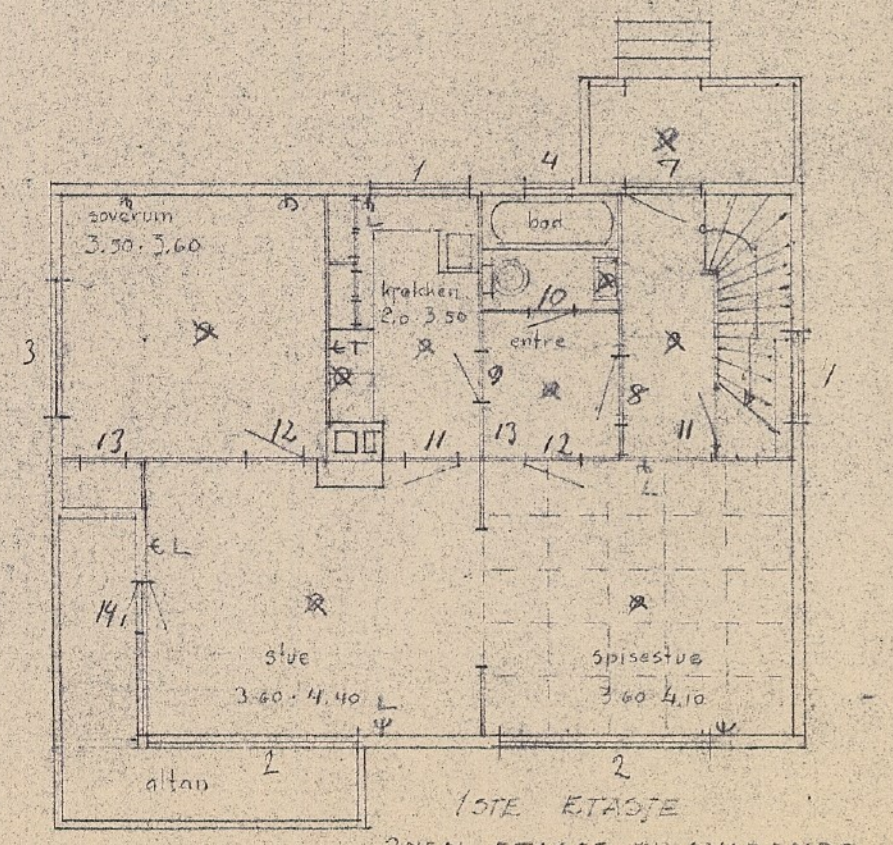 1
4
7
soverum
3.50 · 3.60
bad
L
kjøkken
2.0 · 3.50
10
entre
3
€ T
9
8
1
13
12
11
13
12
11
L
€ L
14
stue
3.60 · 4.40
spisestue
3.60 4.10
L
2
2
altan
1STE ETASJE